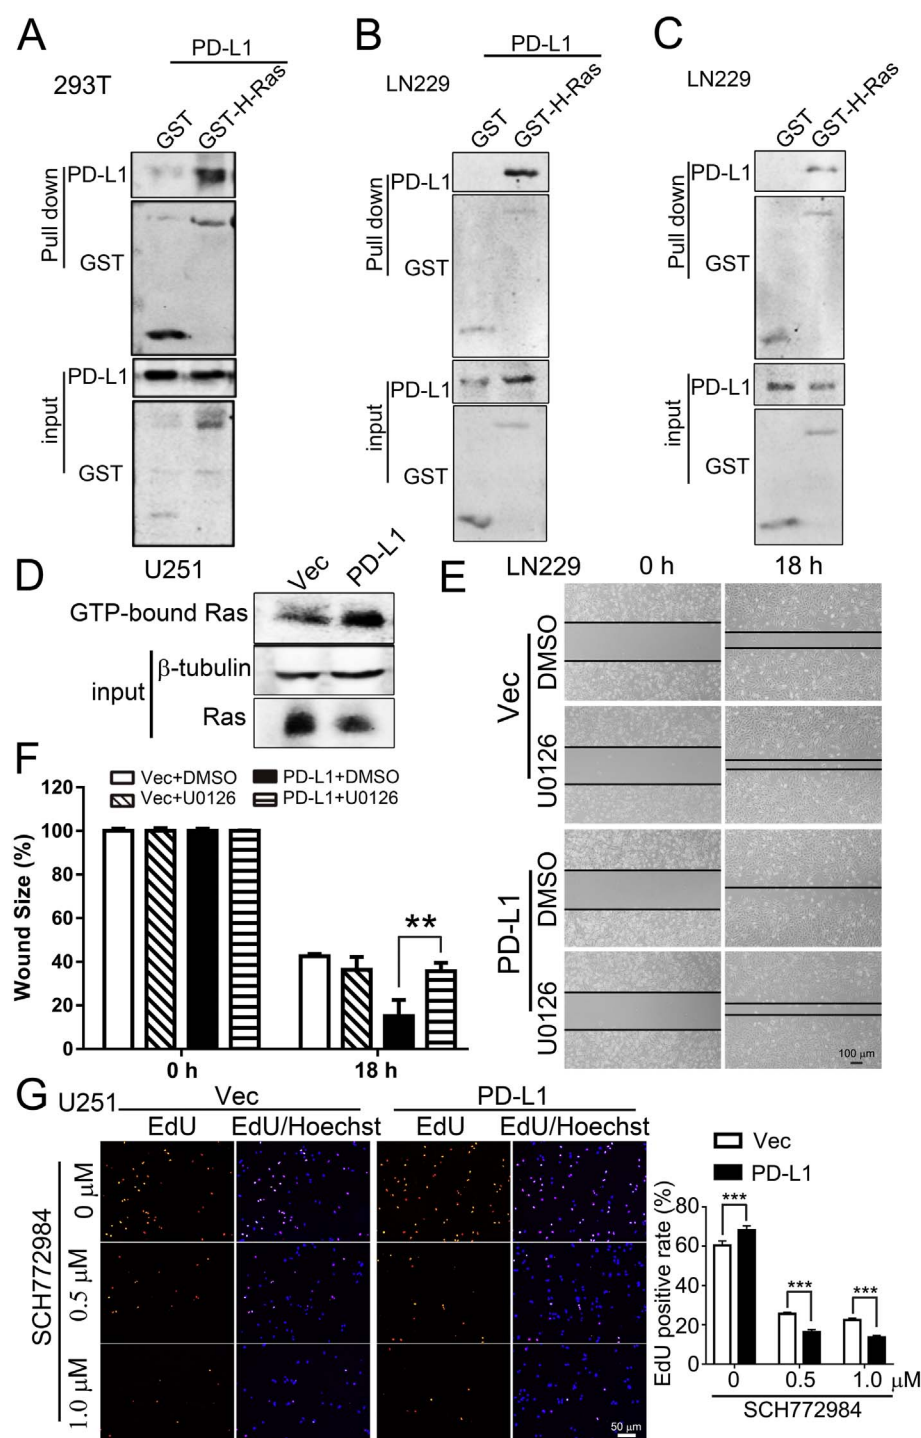 A
PD-L1
293T
GST
GST-H-Ras
Pull down
PD-L1
GST
input
PD-L1
GST
B
PD-L1
LN229
GST
GST-H-Ras
Pull down
PD-L1
GST
input
PD-L1
GST
C
LN229
GST
GST-H-Ras
Pull down
PD-L1
GST
input
PD-L1
GST
D
U251
Vec
PD-L1
GTP-bound Ras
input
β-tubulin
Ras
E
LN229
0 h
18 h
Vec
DMSO
U0126
PD-L1
DMSO
U0126
100 μm
F
Vec+DMSO
PD-L1+DMSO
Vec+U0126
PD-L1+U0126
Wound Size (%)
120
100
80
60
40
20
0
**
0 h
18 h
G
U251
Vec
PD-L1
EdU
EdU/Hoechst
EdU
EdU/Hoechst
SCH772984
0 μM
0.5 μM
1.0 μM
50 μm
Vec
PD-L1
EdU positive rate (%)
80
60
40
20
0
***
***
***
0
0.5
1.0
μM
SCH772984